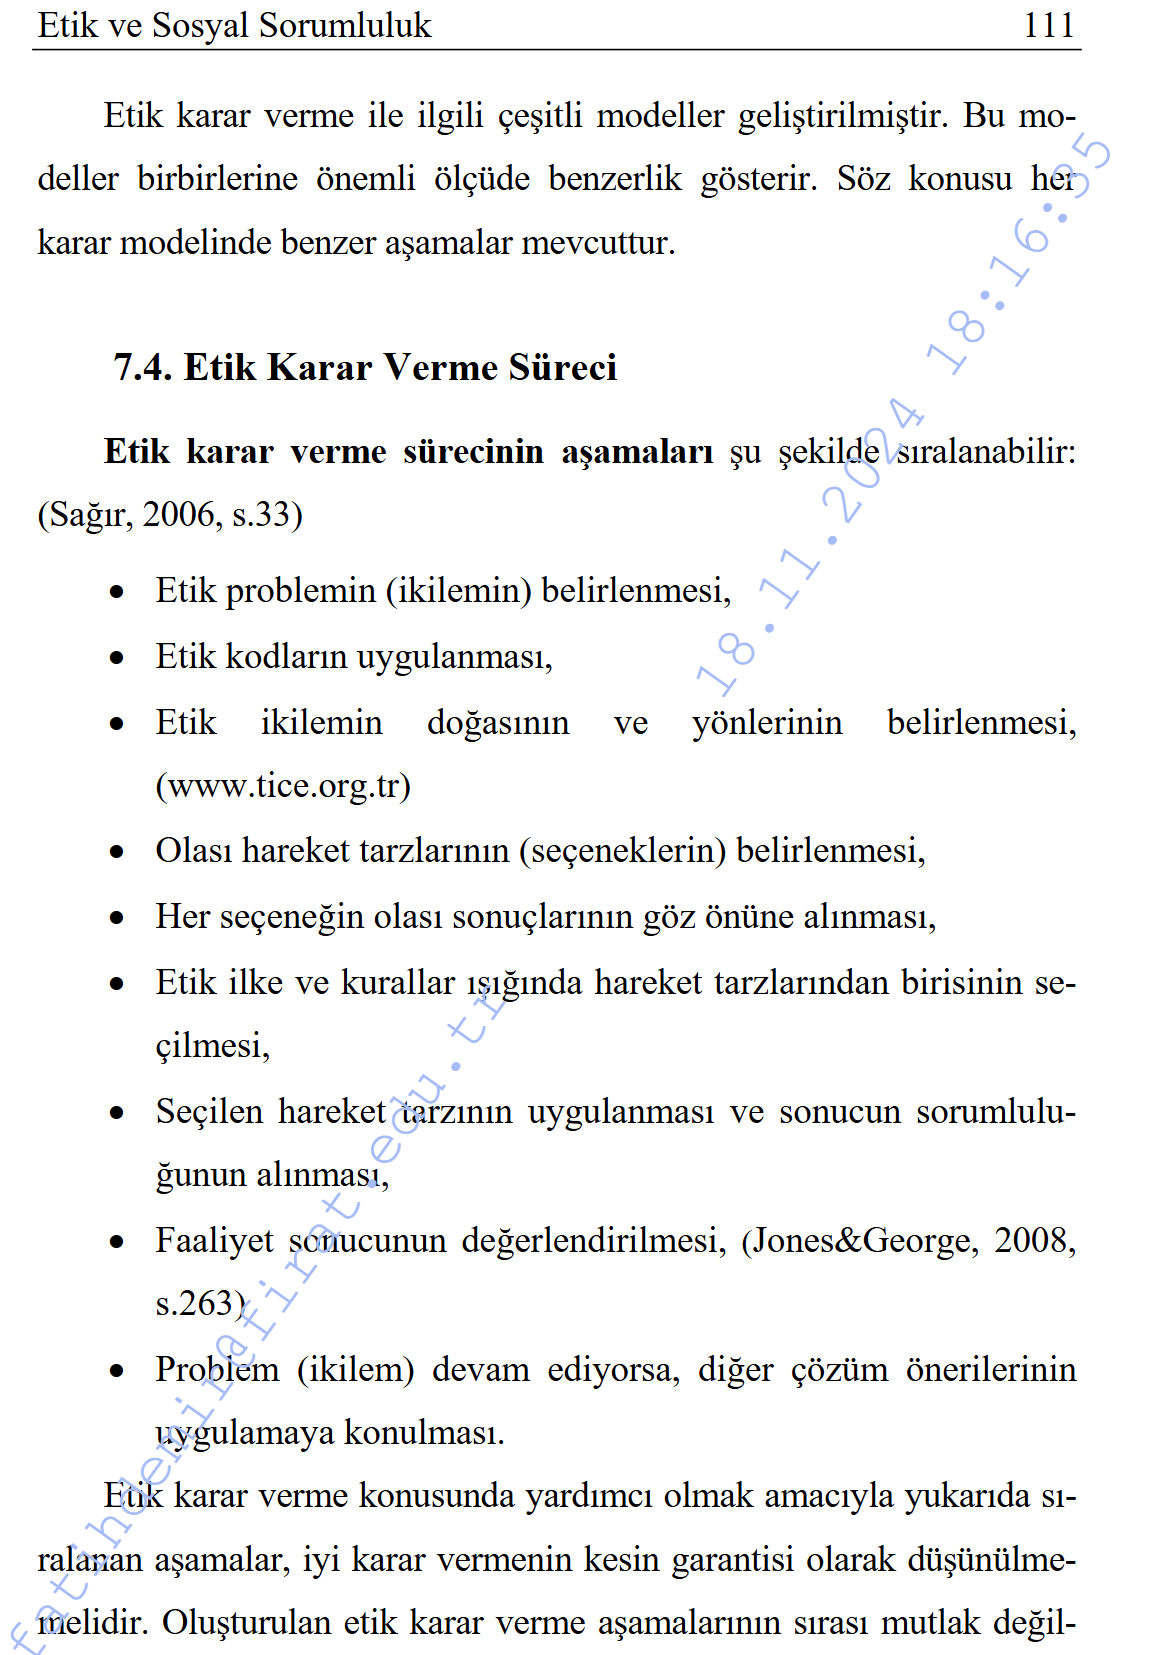 Etik ve Sosyal Sorumluluk 111
Etik karar verme ile ilgili çeşitli modeller geliştirilmiştir. Bu mo-
deller birbirlerine önemli ölçüde benzerlik gösterir. Söz konusu her
karar modelinde benzer aşamalar mevcuttur.
7.4. Etik Karar Verme Süreci
Etik karar verme sürecinin aşamaları şu şekilde sıralanabilir:
(Sağır, 2006, s.33)
• Etik problemin (ikilemin) belirlenmesi,
• Etik kodların uygulanması,
• Etik ikilemin doğasının ve yönlerinin belirlenmesi,
(www.tice.org.tr)
• Olası hareket tarzlarının (seçeneklerin) belirlenmesi,
• Her seçeneğin olası sonuçlarının göz önüne alınması,
• Etik ilke ve kurallar ışığında hareket tarzlarından birisinin se-
çilmesi,
• Seçilen hareket tarzının uygulanması ve sonucun sorumlulu-
ğunun alınması,
• Faaliyet sonucunun değerlendirilmesi, (Jones&George, 2008,
s.263)
• Problem (ikilem) devam ediyorsa, diğer çözüm önerilerinin
uygulamaya konulması.
Etik karar verme konusunda yardımcı olmak amacıyla yukarıda sı-
ralanan aşamalar, iyi karar vermenin kesin garantisi olarak düşünülme-
melidir. Oluşturulan etik karar verme aşamalarının sırası mutlak değil-
fatihdemir@firat.edu.tr 18.11.2024 18:16:35